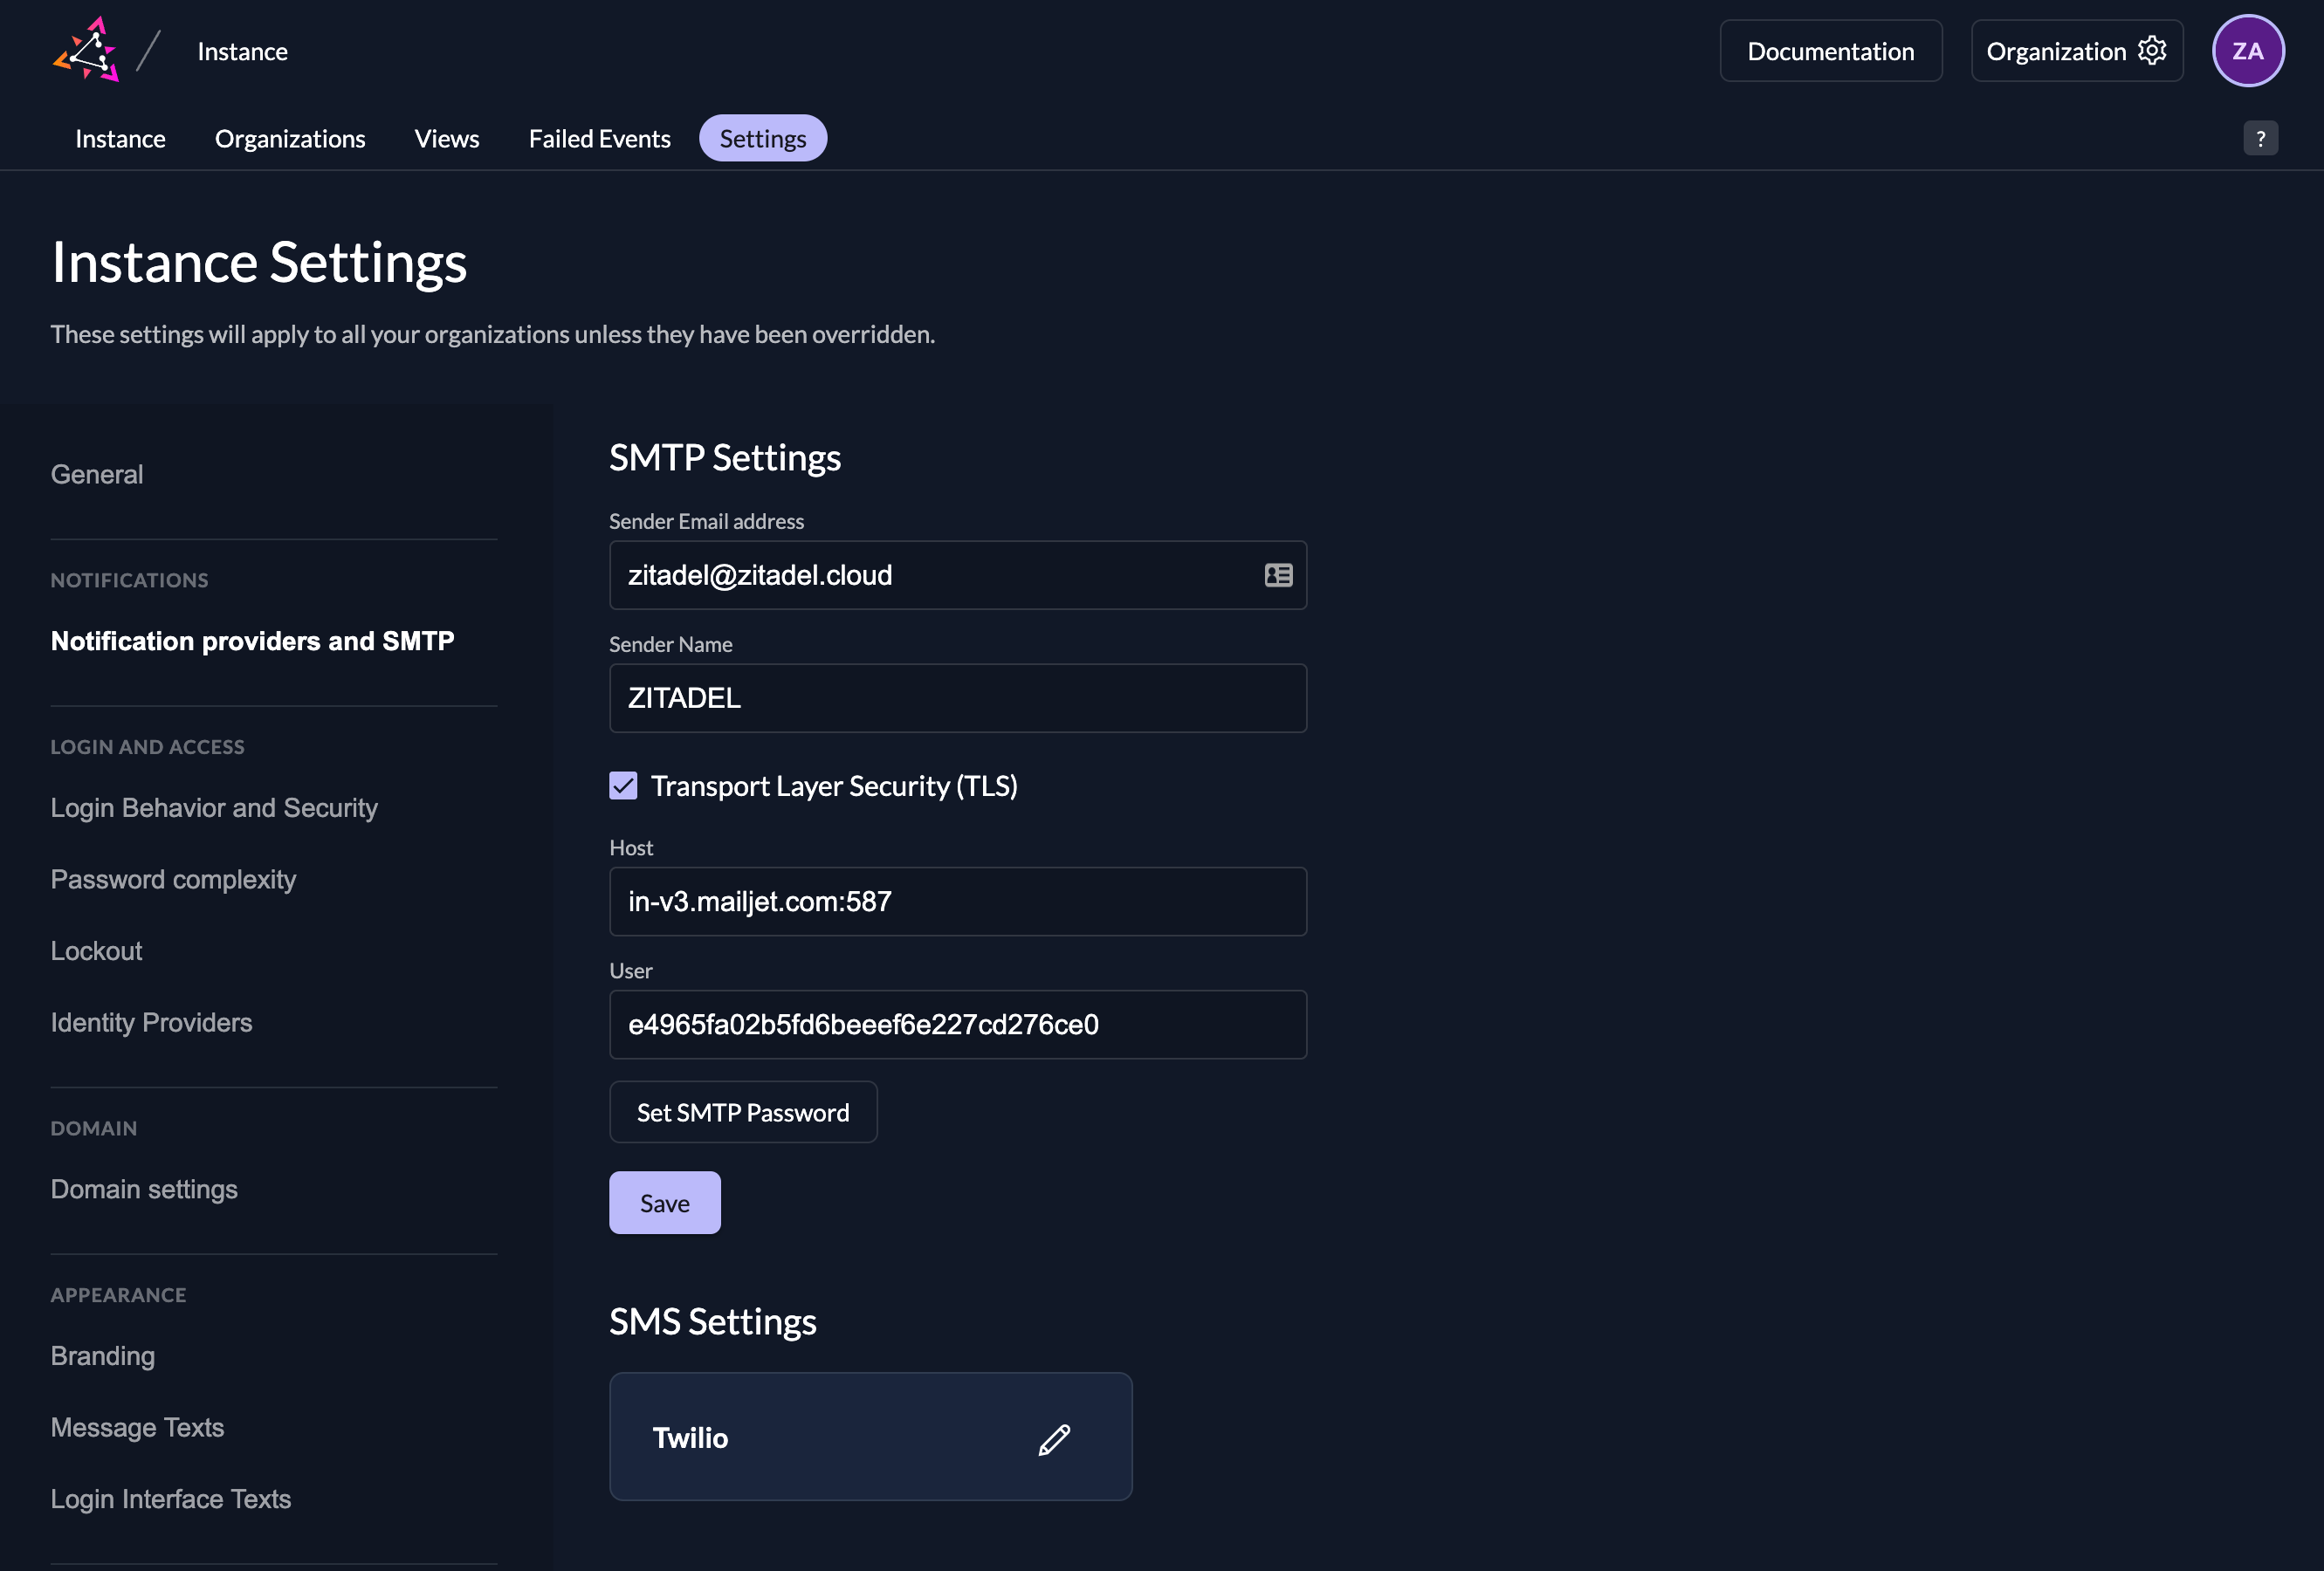 Instance
Documentation
Organization
ZA
Instance
Organizations
Views
Failed Events
Settings
?
Instance Settings
These settings will apply to all your organizations unless they have been overridden.
General
NOTIFICATIONS
Notification providers and SMTP
LOGIN AND ACCESS
Login Behavior and Security
Password complexity
Lockout
Identity Providers
DOMAIN
Domain settings
APPEARANCE
Branding
Message Texts
Login Interface Texts
SMTP Settings
Sender Email address
zitadel@zitadel.cloud
Sender Name
ZITADEL
Transport Layer Security (TLS)
Host
in-v3.mailjet.com:587
User
e4965fa02b5fd6beeef6e227cd276ce0
Set SMTP Password
Save
SMS Settings
Twilio